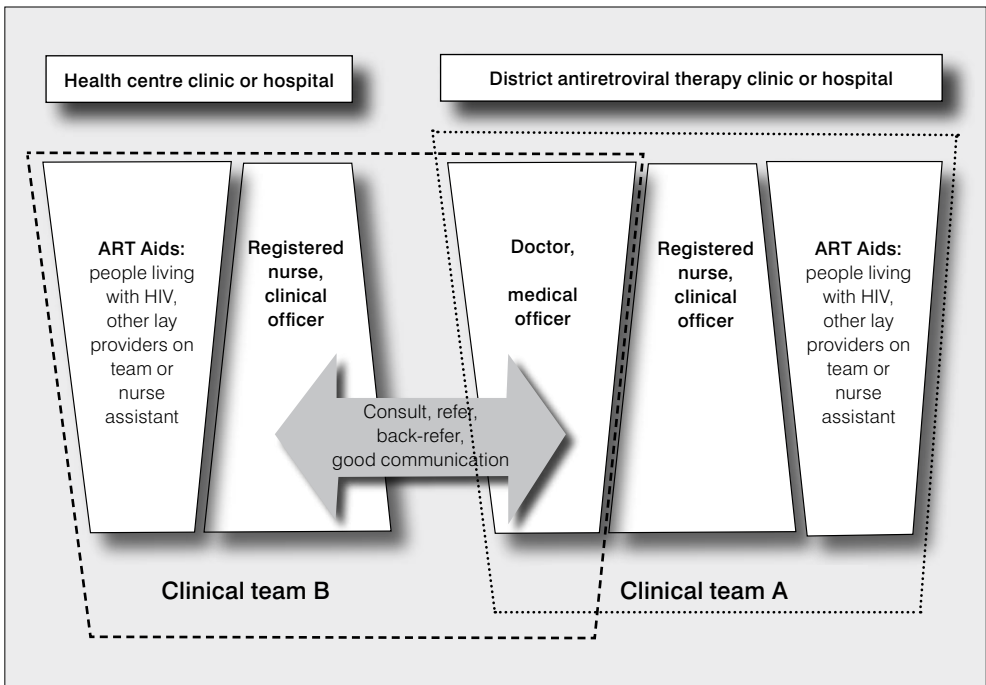 Health centre clinic or hospital
District antiretroviral therapy clinic or hospital
ART Aids:
people living
with HIV,
other lay
providers on
team or
nurse
assistant
Registered
nurse,
clinical
officer
Consult, refer,
back-refer,
good communication
Doctor,
medical
officer
Registered
nurse,
clinical
officer
ART Aids:
people living
with HIV,
other lay
providers on
team or
nurse
assistant
Clinical team B
Clinical team A